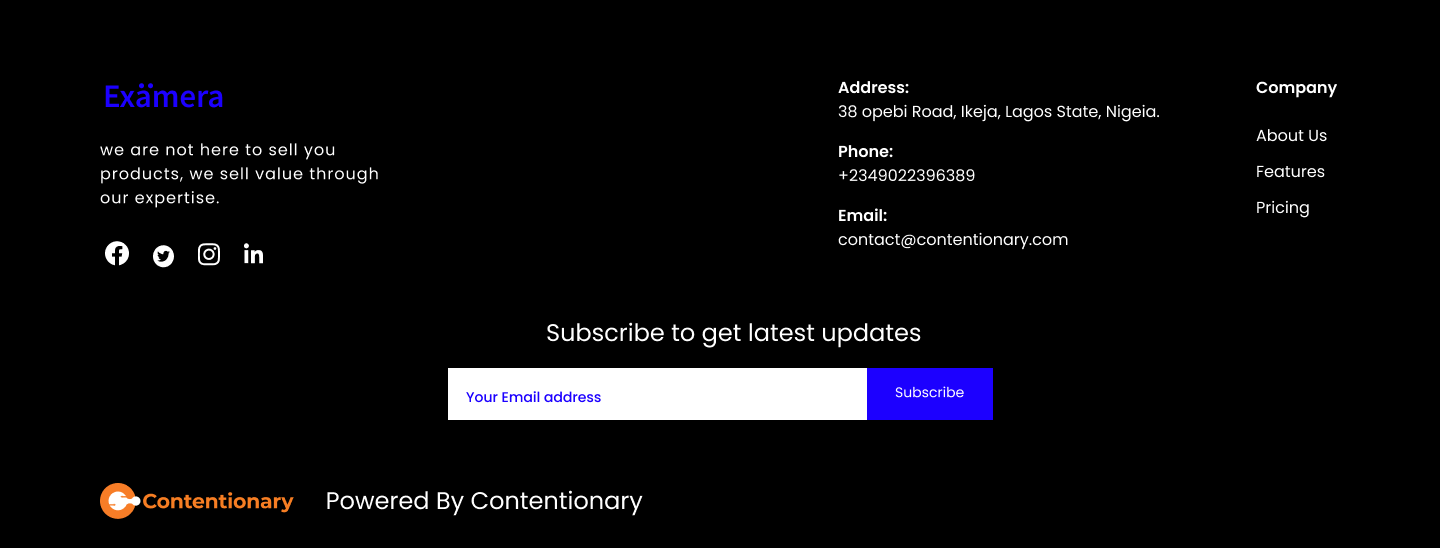 Exämera
we are not here to sell you
products, we sell value through
our expertise.
Address:
38 opebi Road, Ikeja, Lagos State, Nigeia.
Phone:
+2349022396389
Email:
contact@contentionary.com
Company
About Us
Features
Pricing
Subscribe to get latest updates
Your Email address
Subscribe
Contentionary
Powered By Contentionary